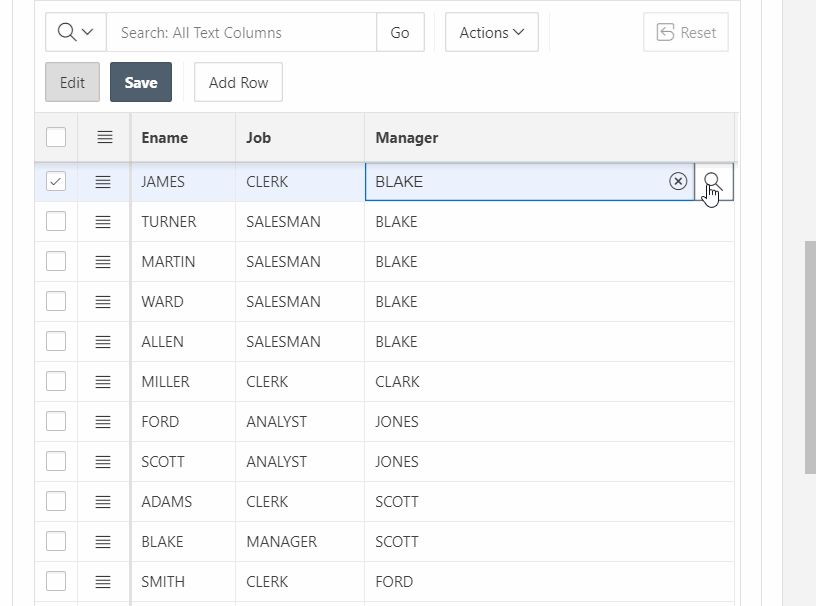 Search: All Text Columns Go Actions Reset
Edit Save Add Row
Ename Job Manager
JAMES CLERK BLAKE
TURNER SALESMAN BLAKE
MARTIN SALESMAN BLAKE
WARD SALESMAN BLAKE
ALLEN SALESMAN BLAKE
MILLER CLERK CLARK
FORD ANALYST JONES
SCOTT ANALYST JONES
ADAMS CLERK SCOTT
BLAKE MANAGER SCOTT
SMITH CLERK FORD